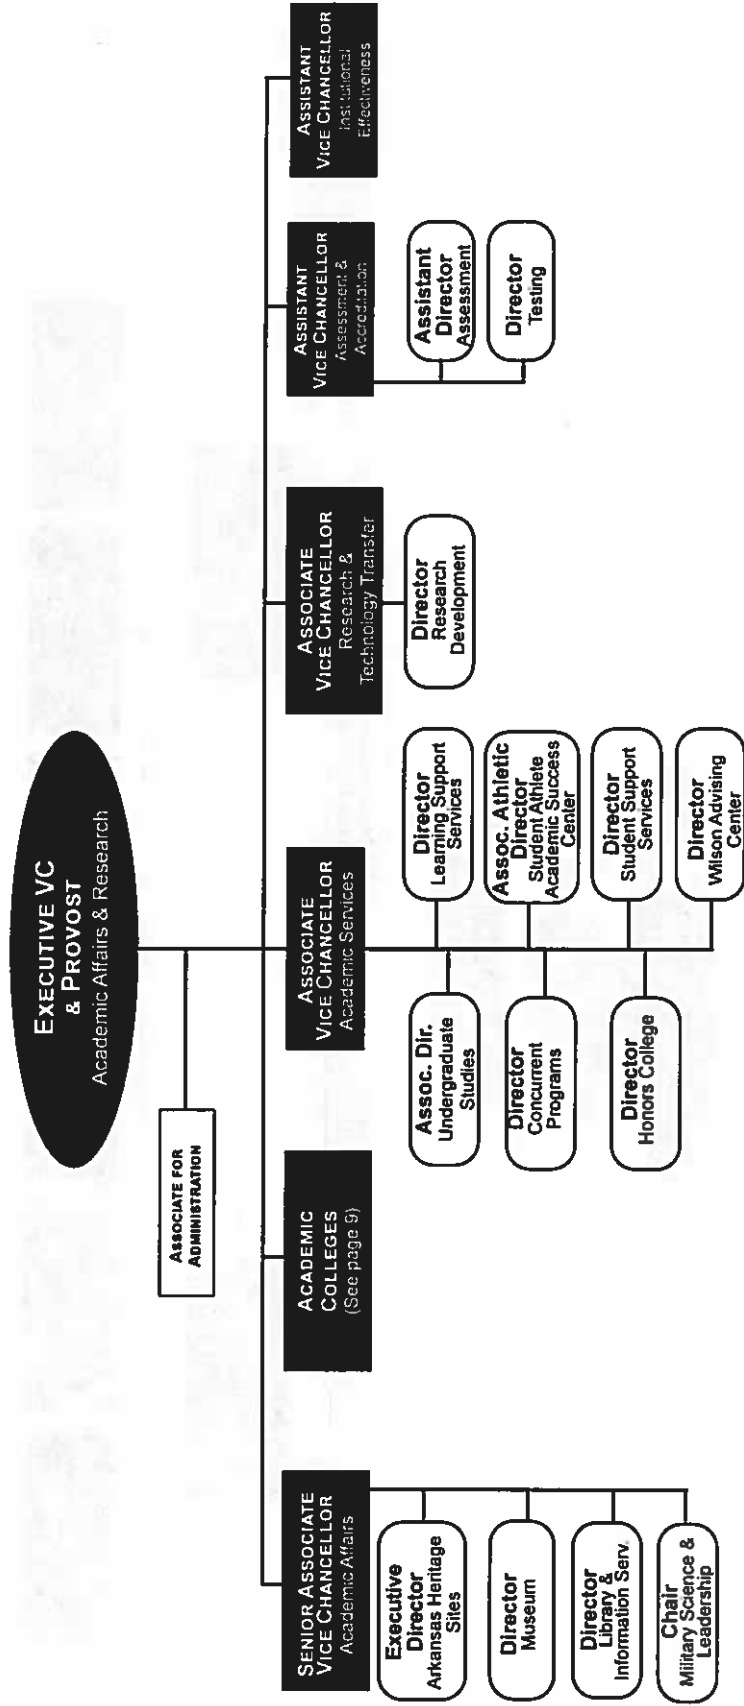 EXECUTIVE VC
& PROVOST
Academic Affairs & Research
ASSOCIATE FOR
ADMINISTRATION
SENIOR ASSOCIATE
VICE CHANCELLOR
Academic Affairs
Executive
Director
Arkansas Heritage
Sites
Director
Museum
Director
Library &
Information Serv.
Chair
Military Science &
Leadership
ACADEMIC
COLLEGES
(See page 9)
ASSOCIATE
VICE CHANCELLOR
Academic Services
Assoc. Dir.
Undergraduate
Studies
Director
Concurrent
Programs
Director
Honors College
Director
Learning Support
Services
Assoc. Athletic
Director
Student Athlete
Academic Success
Center
Director
Student Support
Services
Director
Wilson Advising
Center
ASSOCIATE
VICE CHANCELLOR
Research &
Technology Transfer
Director
Research
Development
ASSISTANT
VICE CHANCELLOR
Assessment &
Accreditation
Assistant
Director
Assessment
Director
Testing
ASSISTANT
VICE CHANCELLOR
Institutional
Effectiveness